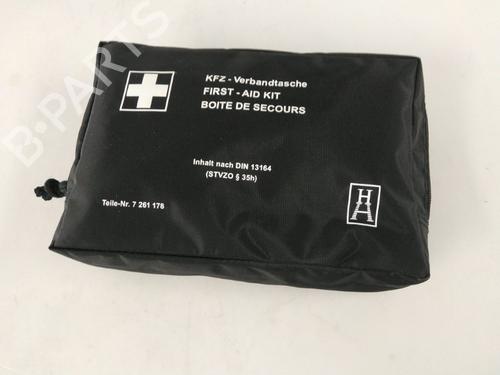 KFZ - Verbandtasche
FIRST - AID KIT
BOITE DE SECOURS
Inhalt nach DIN 13164
(STVZO § 35h)
Teile-Nr. 7 261 178
H
A
B-PARTS